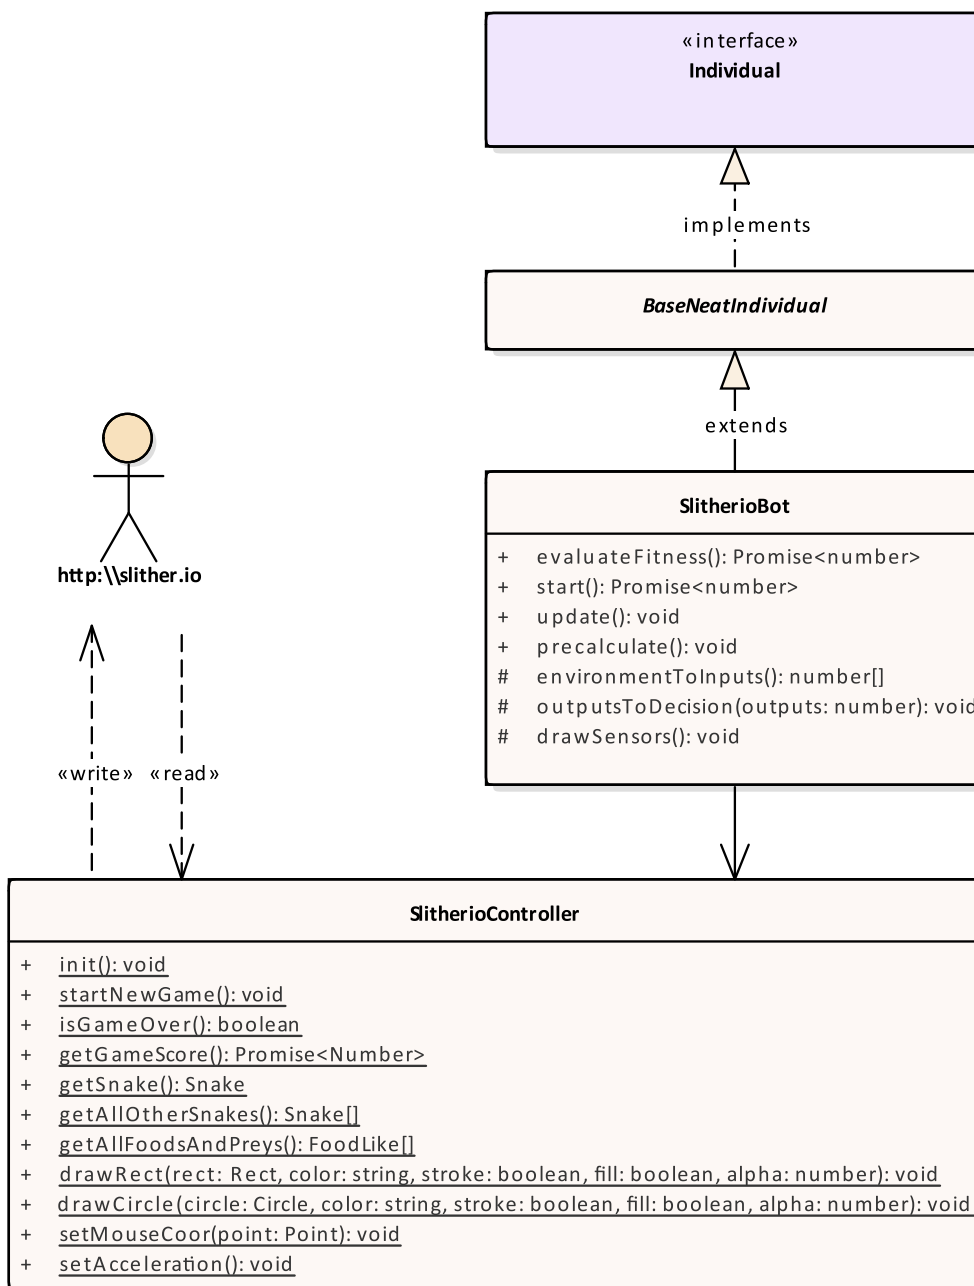 «interface»
Individual
implements
BaseNeatIndividual
extends
http:\\slither.io
SlitherioBot
+ evaluateFitness(): Promise<number>
+ start(): Promise<number>
+ update(): void
+ precalculate(): void
# environmentToInputs(): number[]
# outputsToDecision(outputs: number): void
# drawSensors(): void
«write» «read»
SlitherioController
+ init(): void
+ startNewGame(): void
+ isGameOver(): boolean
+ getGameScore(): Promise<Number>
+ getSnake(): Snake
+ getAllOtherSnakes(): Snake[]
+ getAllFoodsAndPreys(): FoodLike[]
+ drawRect(rect: Rect, color: string, stroke: boolean, fill: boolean, alpha: number): void
+ drawCircle(circle: Circle, color: string, stroke: boolean, fill: boolean, alpha: number): void
+ setMouseCoor(point: Point): void
+ setAcceleration(): void